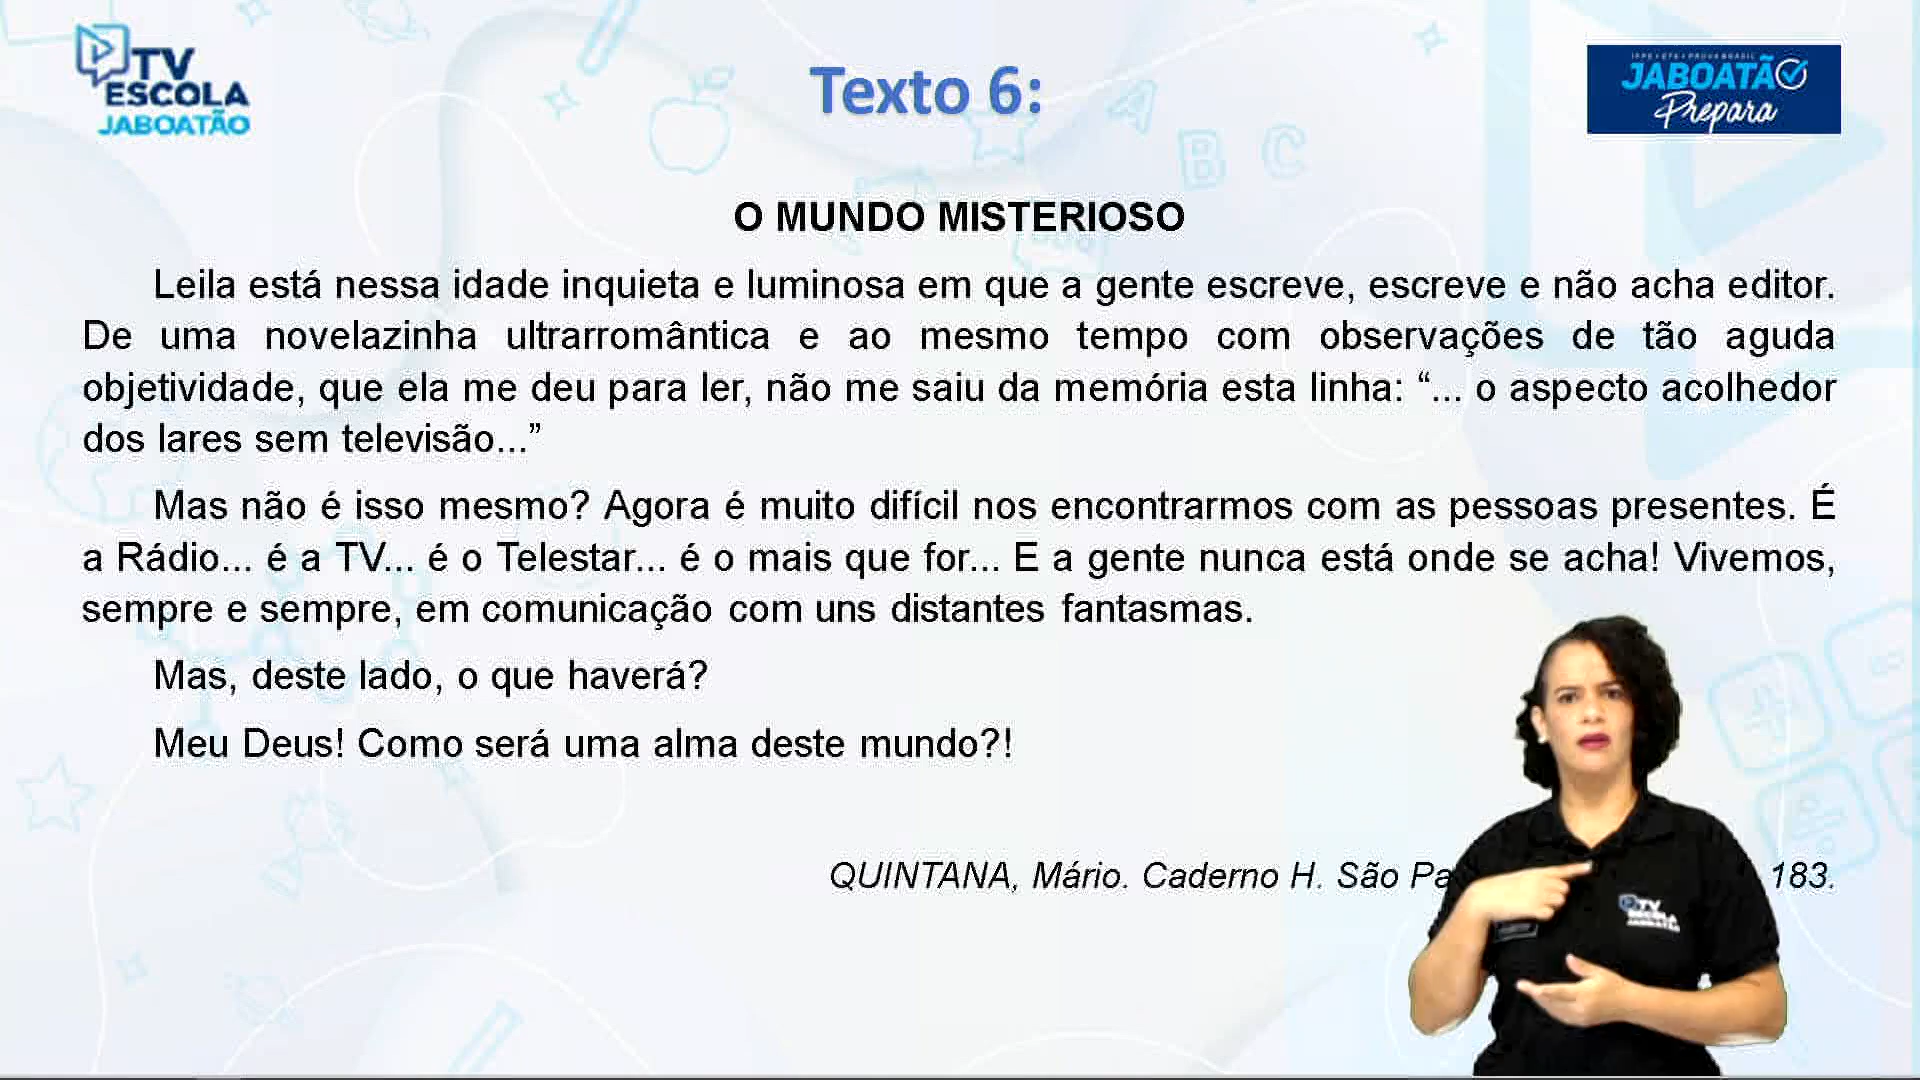 TV
ESCOLA
JABOATÃO
Texto 6:
JABOATÃO
Prepara
O MUNDO MISTERIOSO
Leila está nessa idade inquieta e luminosa em que a gente escreve, escreve e não acha editor.
De uma novelazinha ultrarromântica e ao mesmo tempo com observações de tão aguda
objetividade, que ela me deu para ler, não me saiu da memória esta linha: “... o aspecto acolhedor
dos lares sem televisão...”
Mas não é isso mesmo? Agora é muito difícil nos encontrarmos com as pessoas presentes. É
a Rádio... é a TV... é o Telestar... é o mais que for... E a gente nunca está onde se acha! Vivemos,
sempre e sempre, em comunicação com uns distantes fantasmas.
Mas, deste lado, o que haverá?
Meu Deus! Como será uma alma deste mundo?!
QUINTANA, Mário. Caderno H. São Pa 183.
TV
ESCOLA
JABOATÃO
A
B
C